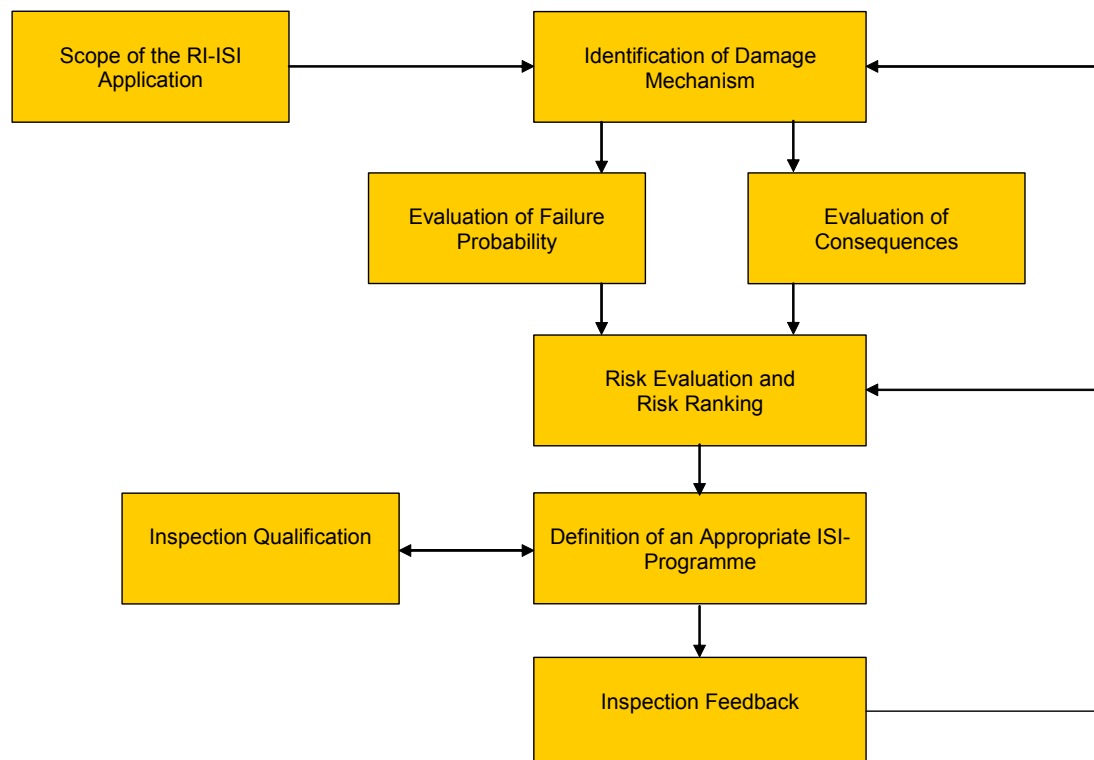 Scope of the RI-ISI
Application
Identification of Damage
Mechanism
Evaluation of Failure
Probability
Evaluation of
Consequences
Risk Evaluation and
Risk Ranking
Inspection Qualification
Definition of an Appropriate ISI-
Programme
Inspection Feedback